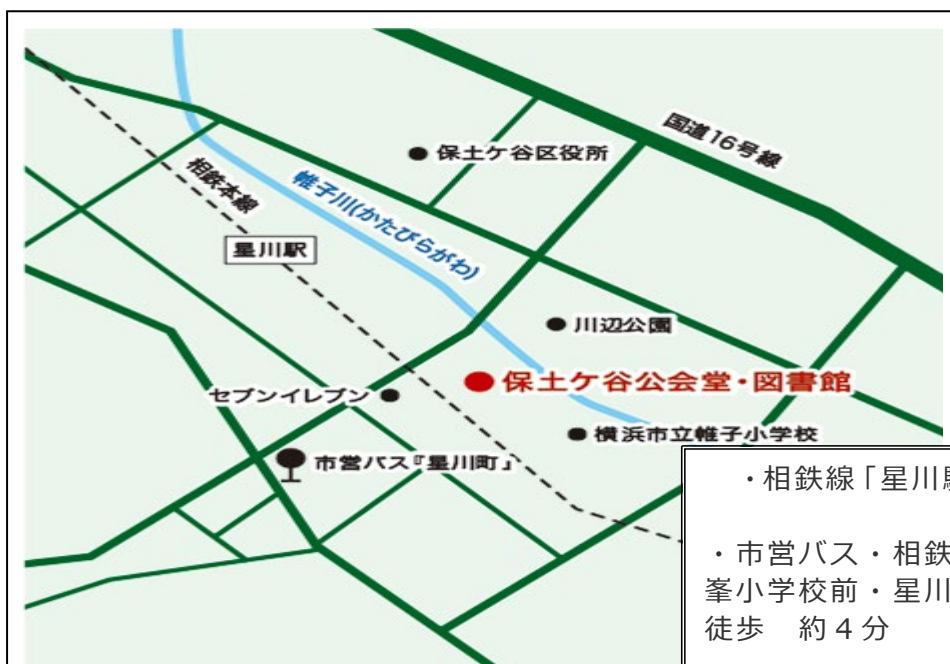 国道16号線
保土ケ谷区役所
相鉄本線
帷子川(かたびらがわ)
星川駅
川辺公園
保土ケ谷公会堂・図書館
セブンイレブン
横浜市立帷子小学校
市営バス『星川町』
・相鉄線「星川
・市営バス・相鉄
峯小学校前・星川
徒歩　約４分